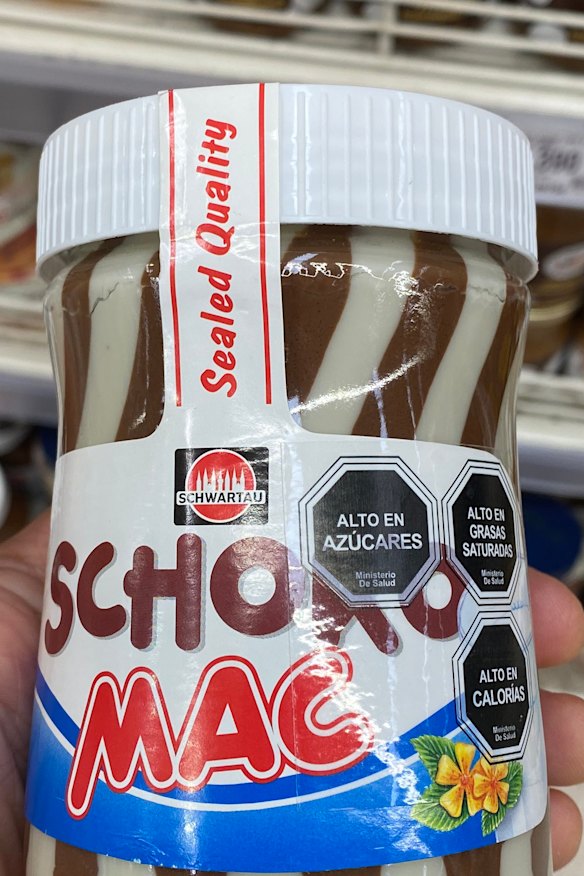 Sealed Quality
SCHWARTAU
ALTO EN
AZÚCARES
Ministerio
De Salud
ALTO EN
GRASAS
SATURADAS
Ministerio
De Salud
SCHOKO
MAC
ALTO EN
CALORÍAS
Ministerio
De Salud